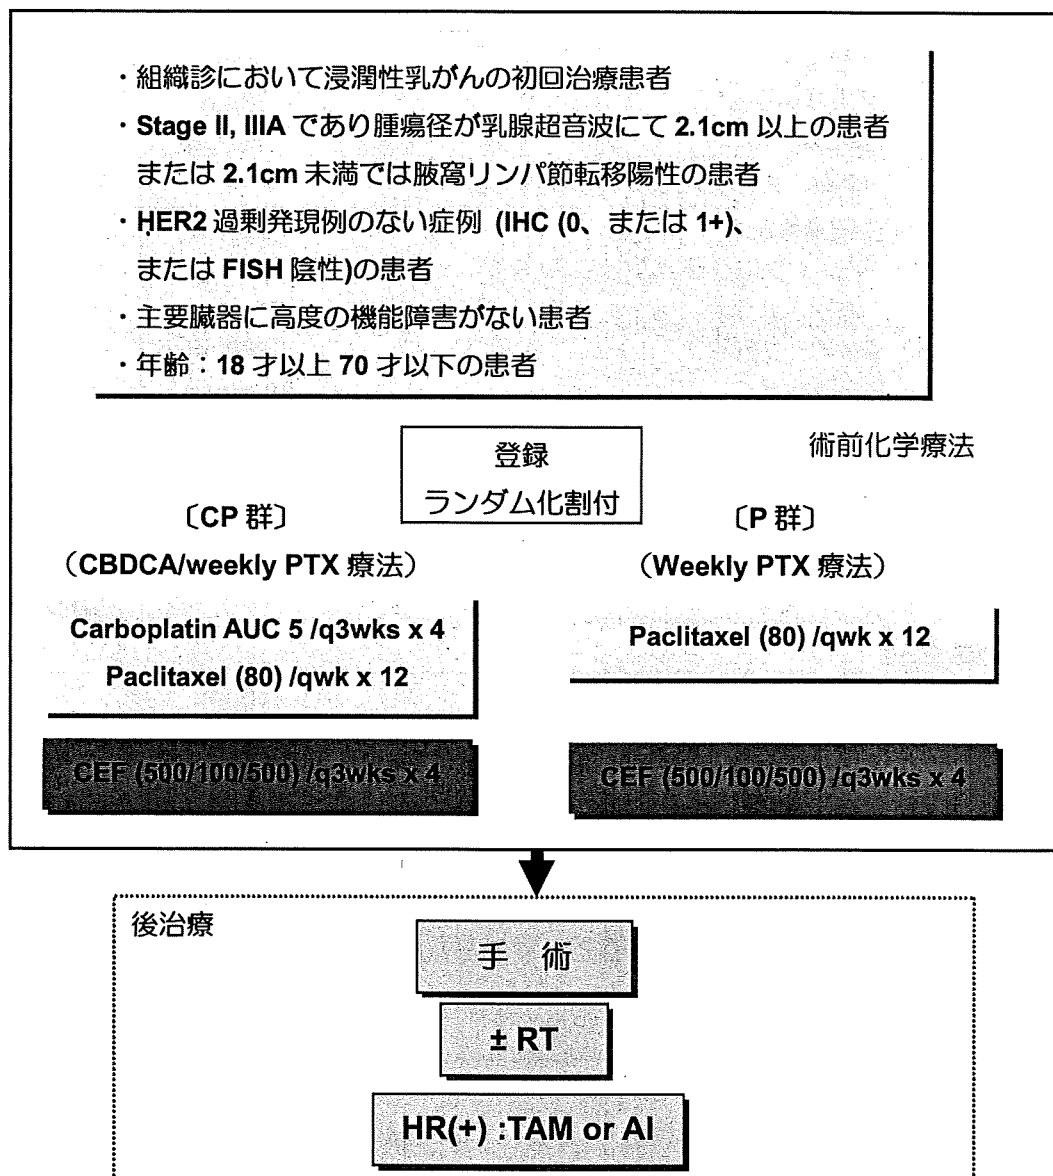 ・組織診において浸潤性乳がんの初回治療患者
・Stage II, IIIA であり腫瘍径が乳腺超音波にて 2.1cm 以上の患者
または 2.1cm 未満では腋窩リンパ節転移陽性の患者
・HER2 過剰発現例のない症例 (IHC (0、または 1+)、
または FISH 陰性)の患者
・主要臓器に高度の機能障害がない患者
・年齢：18 才以上 70 才以下の患者
登録
ランダム化割付
術前化学療法
〔CP 群〕
（CBDCA/weekly PTX 療法）
Carboplatin AUC 5 /q3wks x 4
Paclitaxel (80) /qwk x 12
CEF (500/100/500) /q3wks x 4
〔P 群〕
（Weekly PTX 療法）
Paclitaxel (80) /qwk x 12
CEF (500/100/500) /q3wks x 4
後治療
手　術
± RT
HR(+) :TAM or AI